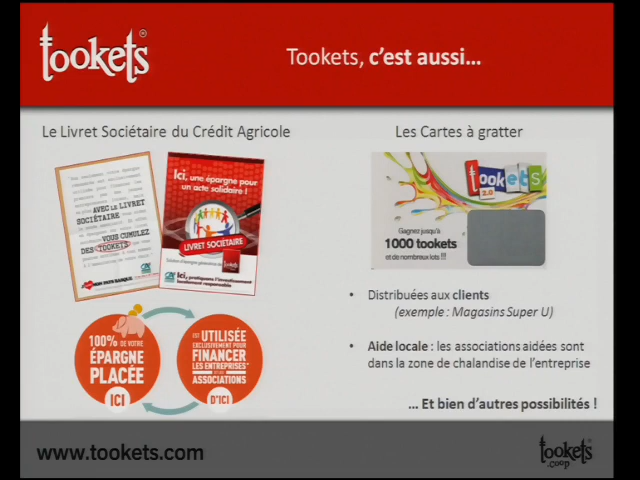 tookets®
Tookets, c'est aussi...
Le Livret Sociétaire du Crédit Agricole
AVEC LE LIVRET
SOCIÉTAIRE
VOUS CUMULEZ
DES TOOKETS
Ici, une épargne pour
un acte solidaire !
LIVRET SOCIÉTAIRE
Ici,
100% DE VOTRE
ÉPARGNE
PLACÉE
ICI
EST UTILISÉE
EXCLUSIVEMENT POUR
FINANCER
LES ENTREPRISES*
ET LES
ASSOCIATIONS
D'ICI
Les Cartes à gratter
tookets
2.0
Gagnez jusqu'à
1000 tookets
et de nombreux lots !!!
• Distribuées aux clients
(exemple : Magasins Super U)
• Aide locale : les associations aidées sont
dans la zone de chalandise de l'entreprise
... Et bien d'autres possibilités !
www.tookets.com
tookets®
.coop